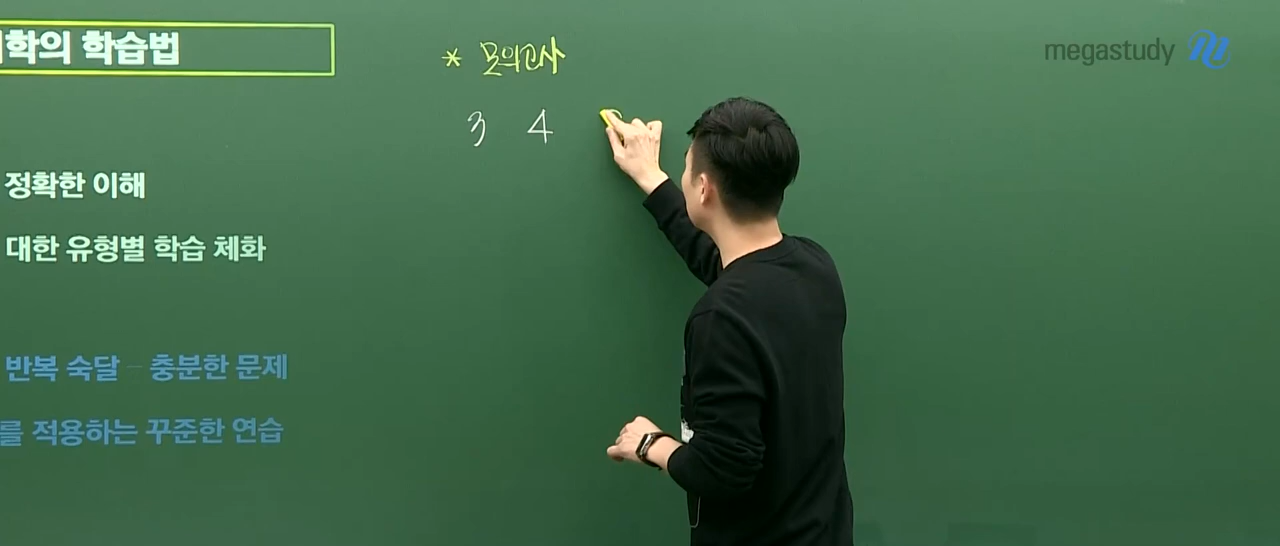 학의 학습법
* 모의고사
megastudy
3 4
정확한 이해
대한 유형별 학습 체화
반복 숙달 - 충분한 문제
를 적용하는 꾸준한 연습